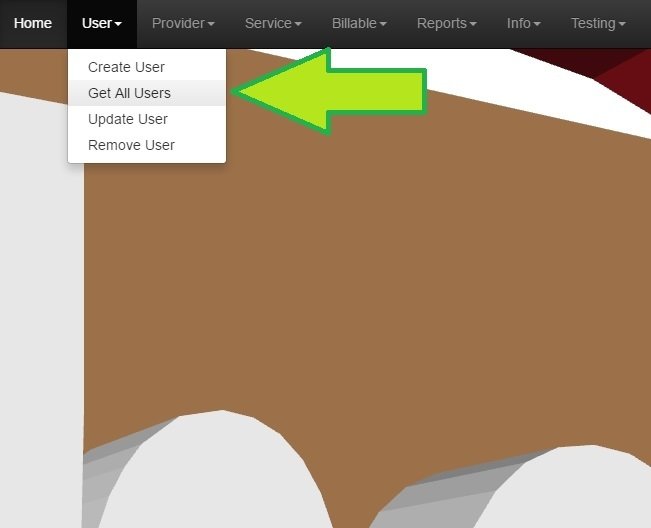 Home User Provider Service Billable Reports Info Testing
Create User
Get All Users
Update User
Remove User